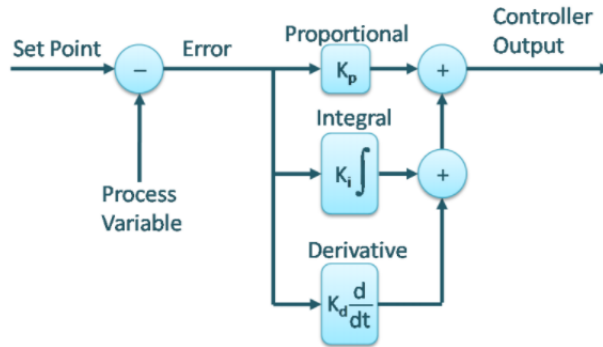 Set Point
−
Error
Process
Variable
Proportional
Kp
+
Controller
Output
Integral
Ki ∫
+
Derivative
Kd d/dt